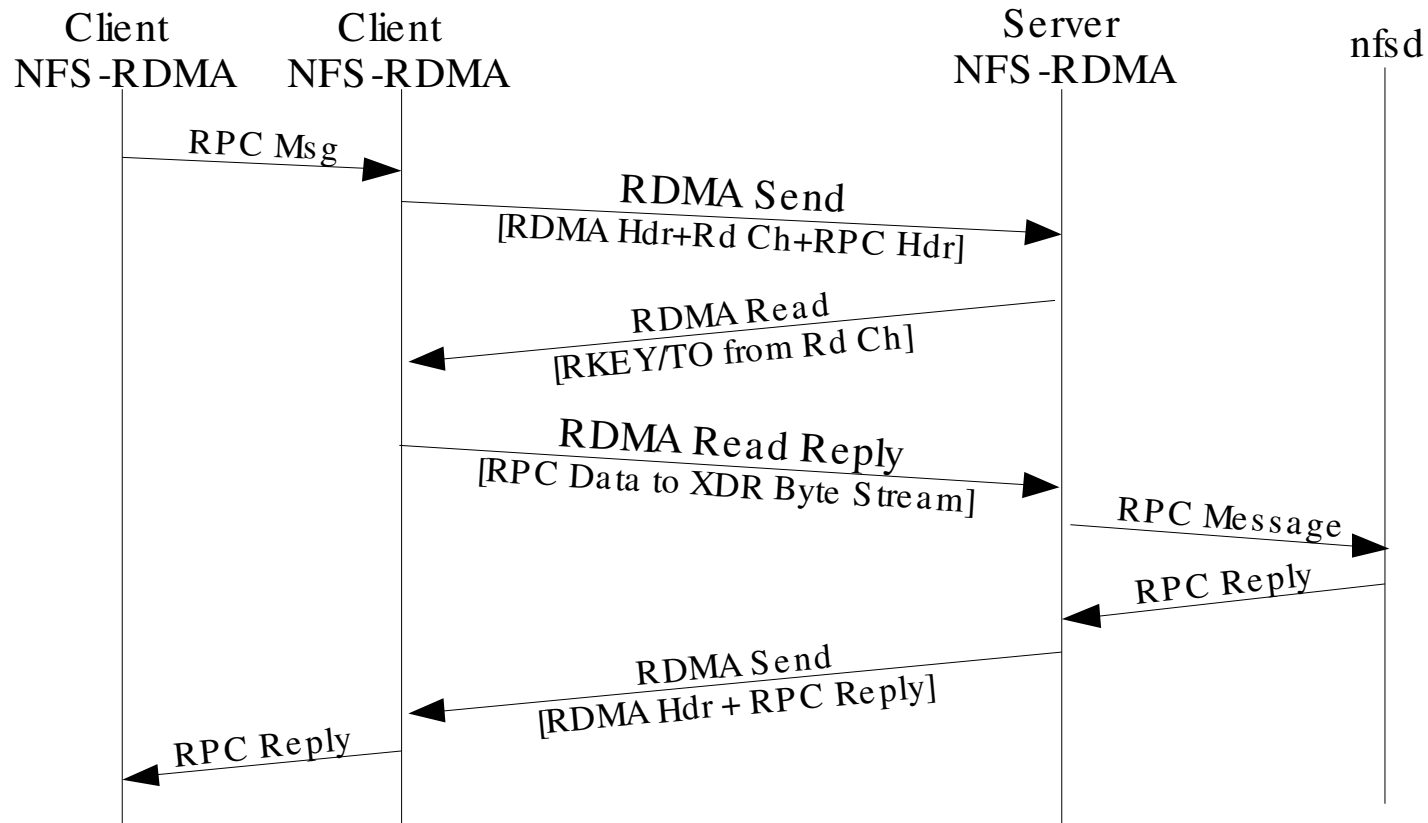 Client
NFS-RDMA
Client
NFS-RDMA
Server
NFS-RDMA
nfsd
RPC Msg
RDMA Send
[RDMA Hdr+Rd Ch+RPC Hdr]
RDMA Read
[RKEY/TO from Rd Ch]
RDMA Read Reply
[RPC Data to XDR Byte Stream]
RPC Message
RPC Reply
RDMA Send
[RDMA Hdr + RPC Reply]
RPC Reply